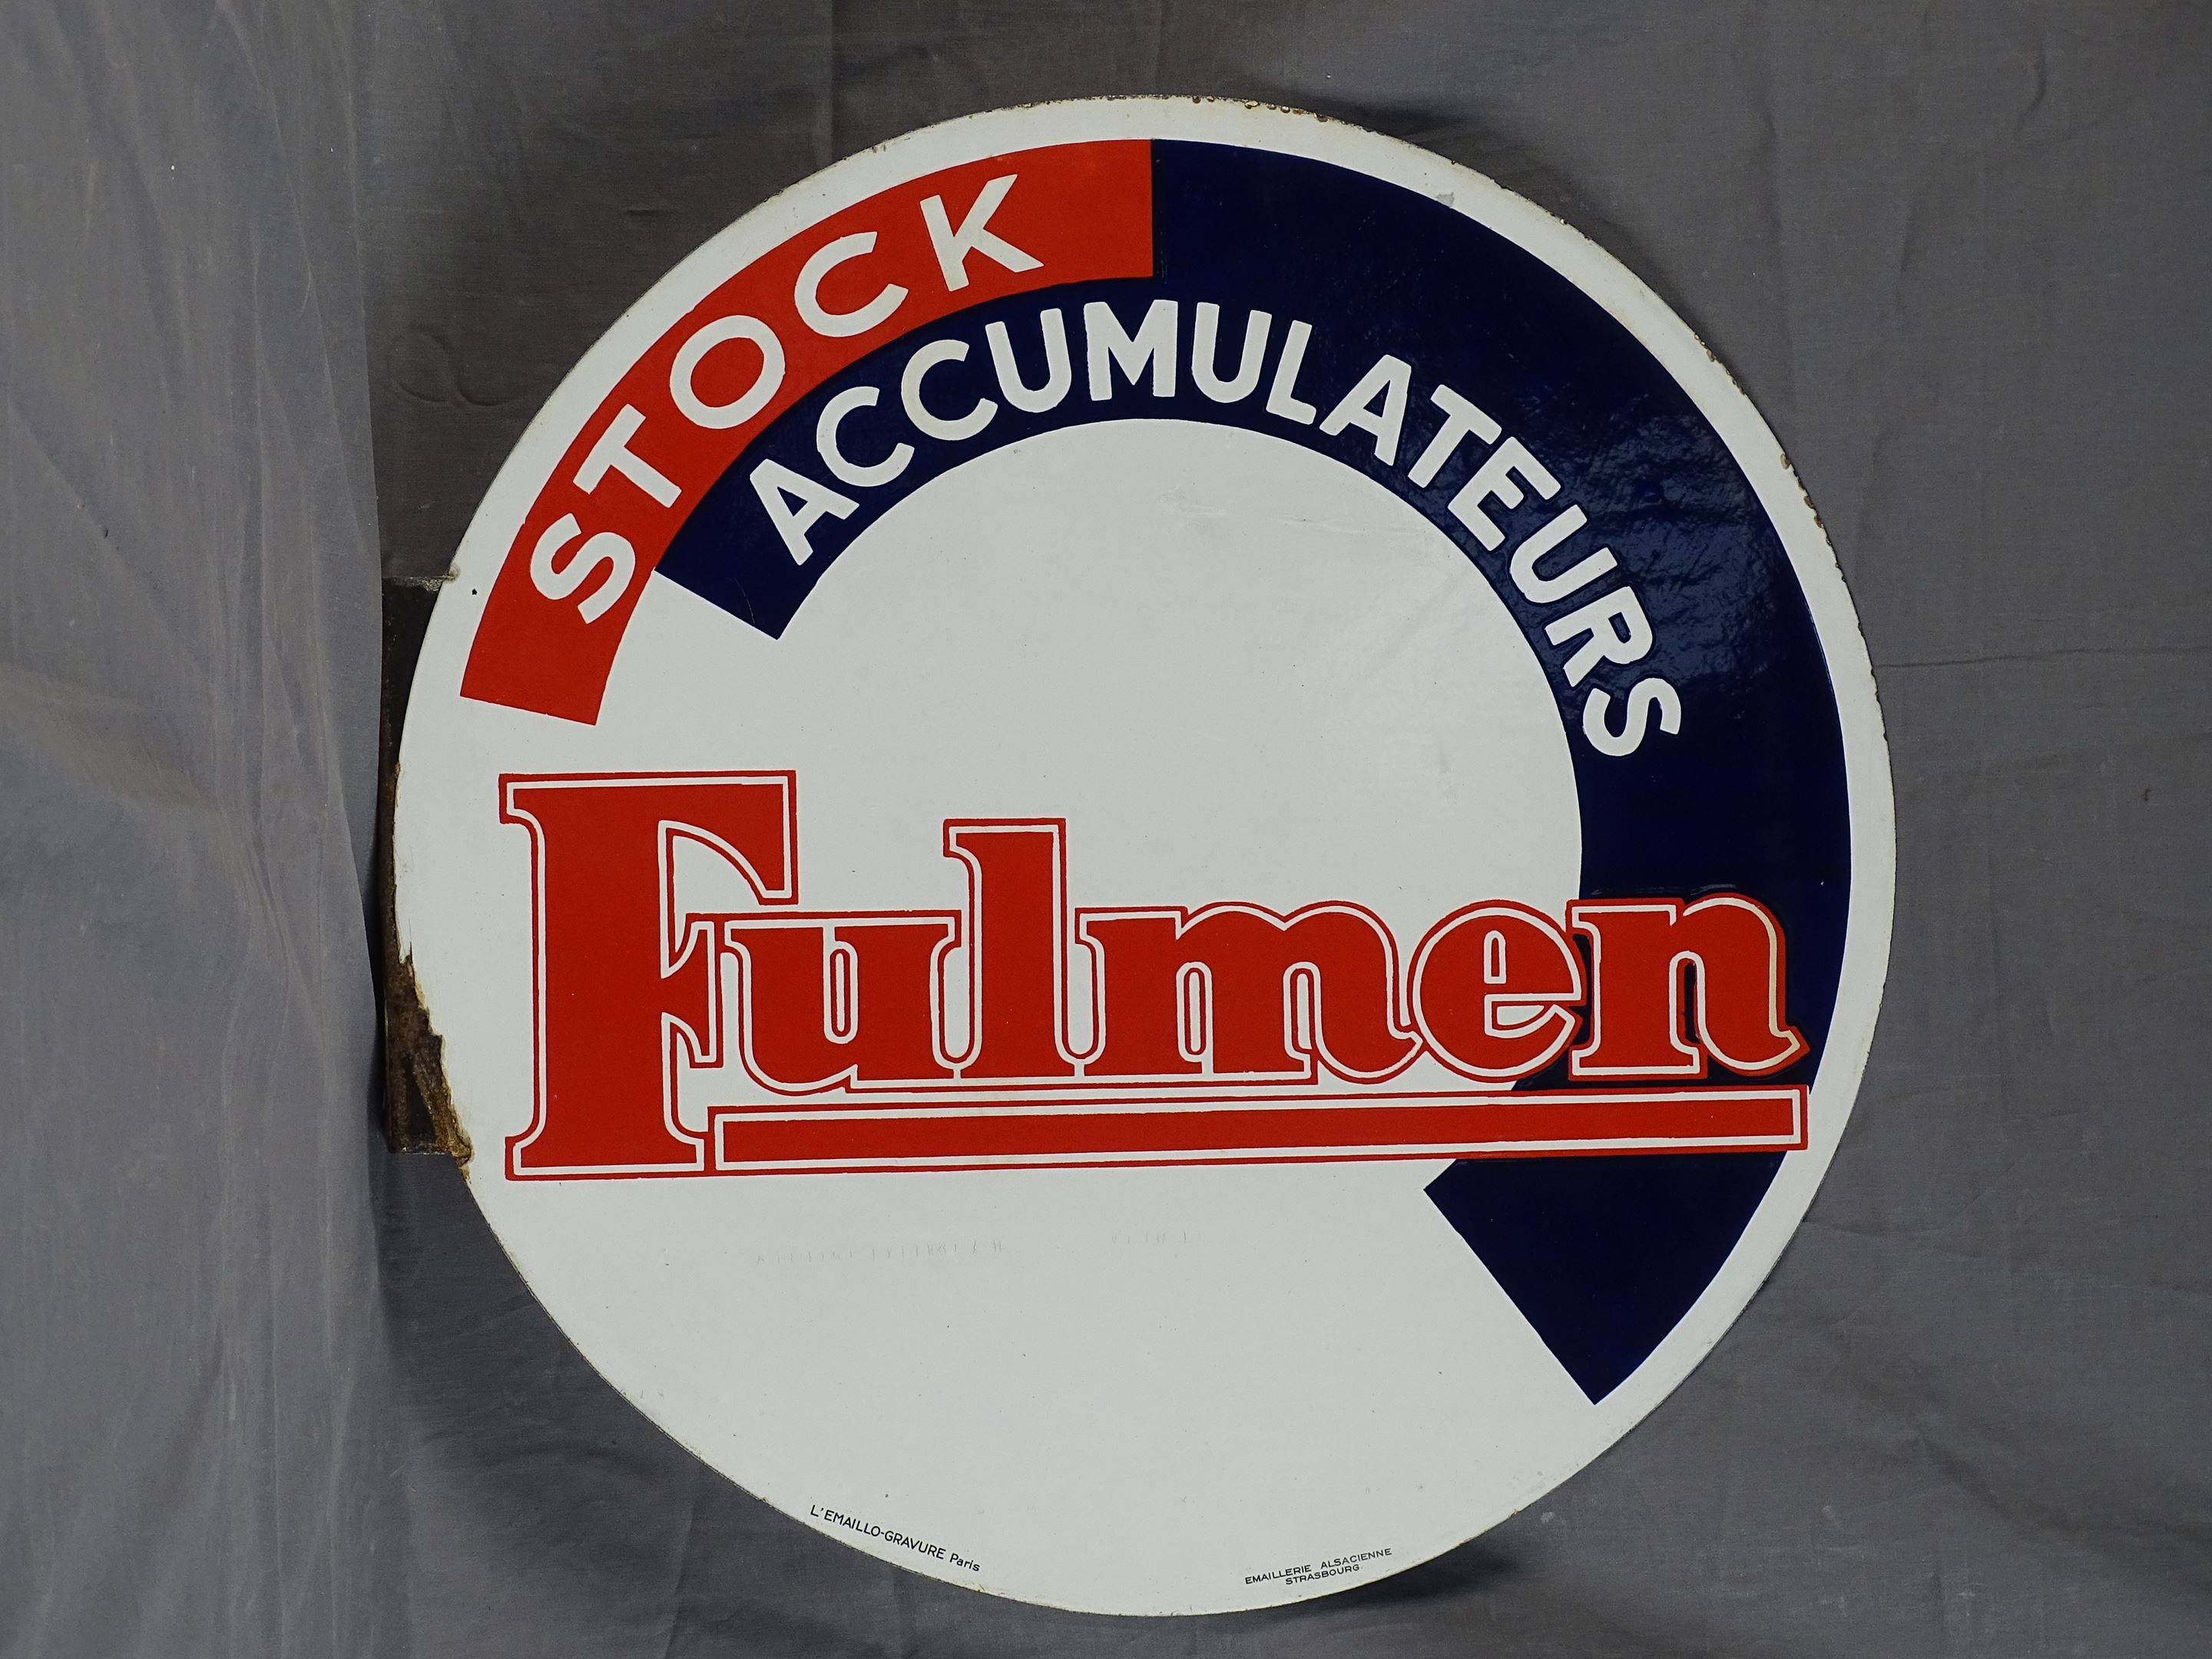 STOCK
ACCUMULATEURS
Fulmen
L'EMAILLO-GRAVURE Paris
EMAILLERIE ALSACIENNE
STRASBOURG